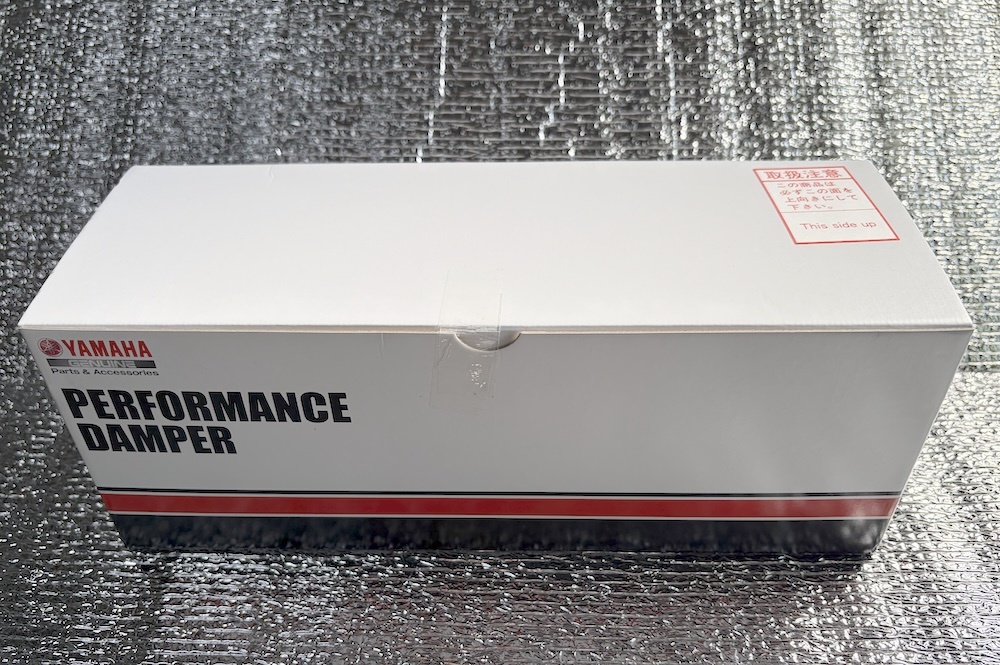 取扱注意
この商品は
必ずこの面を
上向きにして
下さい。
This side up
YAMAHA
GENUINE
Parts & Accessories
PERFORMANCE
DAMPER